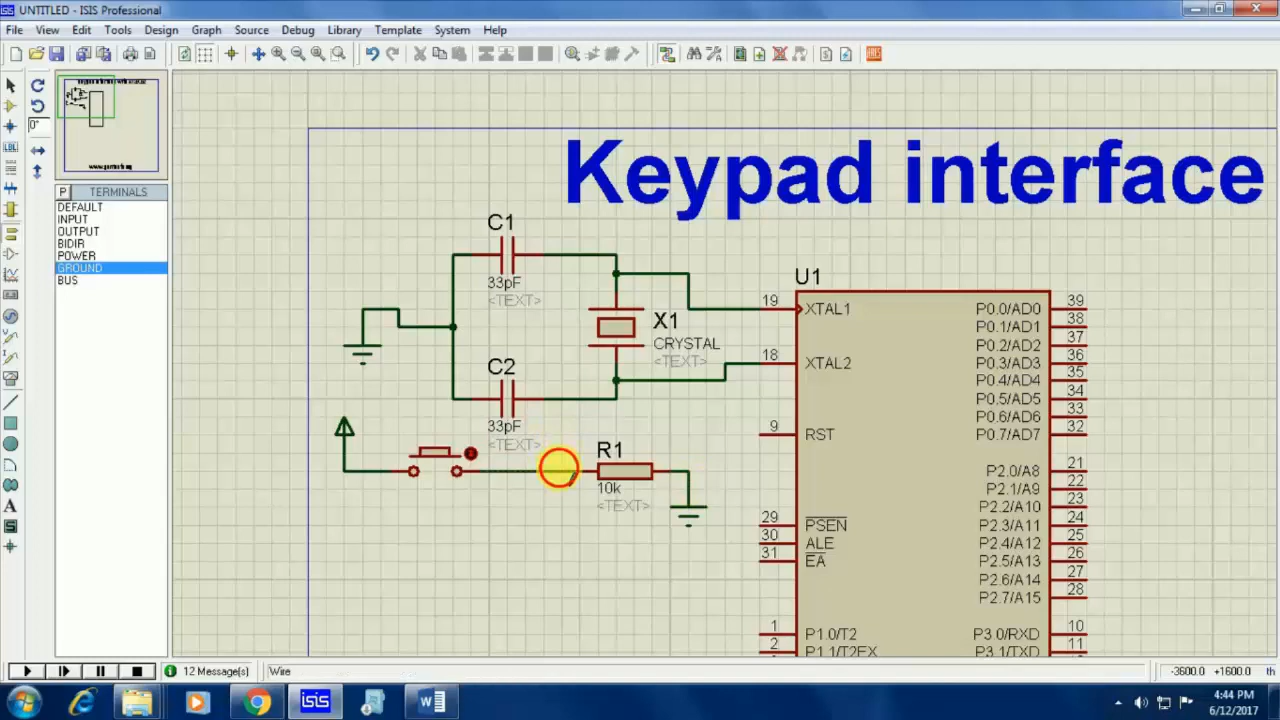 UNTITLED - ISIS Professional
File View Edit Tools Design Graph Source Debug Library Template System Help
0°
LBL
P TERMINALS
DEFAULT
INPUT
OUTPUT
BIDIR
POWER
GROUND
BUS
Keypad interface
C1
33pF
<TEXT>
X1
CRYSTAL
<TEXT>
C2
33pF
<TEXT>
R1
10k
<TEXT>
U1
19 XTAL1
18 XTAL2
9 RST
29 PSEN
30 ALE
31 EA
1 P1.0/T2
2 P1.1/T2EX
P0.0/AD0 39
P0.1/AD1 38
P0.2/AD2 37
P0.3/AD3 36
P0.4/AD4 35
P0.5/AD5 34
P0.6/AD6 33
P0.7/AD7 32
P2.0/A8 21
P2.1/A9 22
P2.2/A10 23
P2.3/A11 24
P2.4/A12 25
P2.5/A13 26
P2.6/A14 27
P2.7/A15 28
P3.0/RXD 10
P3.1/TXD 11
12 Message(s) Wire -3600.0 +1600.0 th
isis
4:44 PM
6/12/2017